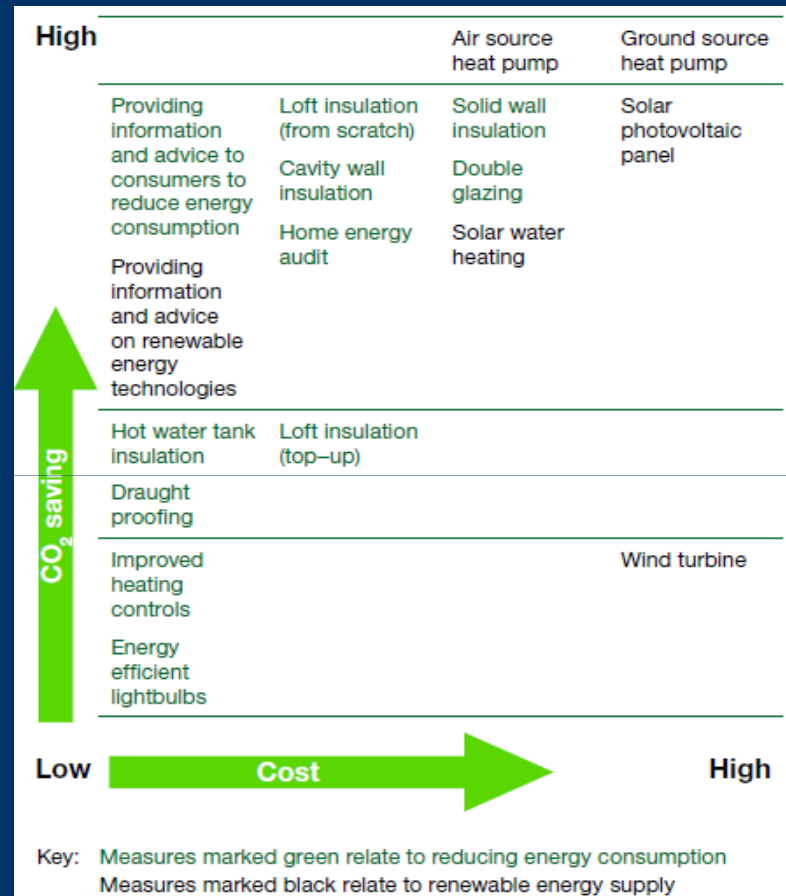 High
Air source
heat pump
Ground source
heat pump
Providing
information
and advice to
consumers to
reduce energy
consumption
Providing
information
and advice
on renewable
energy
technologies
Loft insulation
(from scratch)
Cavity wall
insulation
Home energy
audit
Solid wall
insulation
Double
glazing
Solar water
heating
Solar
photovoltaic
panel
Hot water tank
insulation
Loft insulation
(top–up)
Draught
proofing
Improved
heating
controls
Energy
efficient
lightbulbs
Wind turbine
CO₂ saving
Low
Cost
High
Key: Measures marked green relate to reducing energy consumption
Measures marked black relate to renewable energy supply